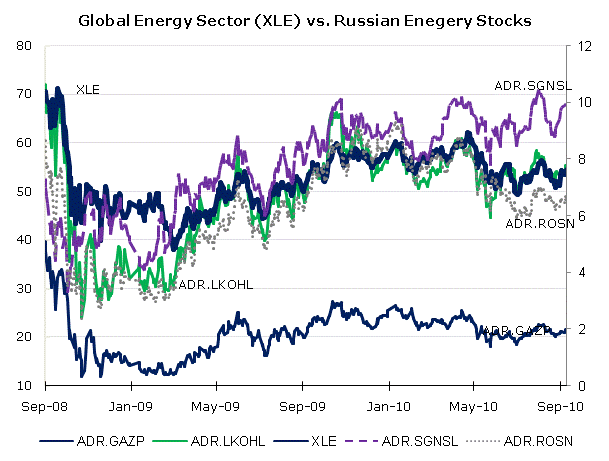 Global Energy Sector (XLE) vs. Russian Enegery Stocks
80 12
70
60
50
40
30
20
10
10
8
6
4
2
0
XLE
ADR.SGNSL
ADR.ROSN
ADR.LKOHL
ADR.GAZP
Sep-08 Jan-09 May-09 Sep-09 Jan-10 May-10 Sep-10
ADR.GAZP ADR.LKOHL XLE ADR.SGNSL ADR.ROSN